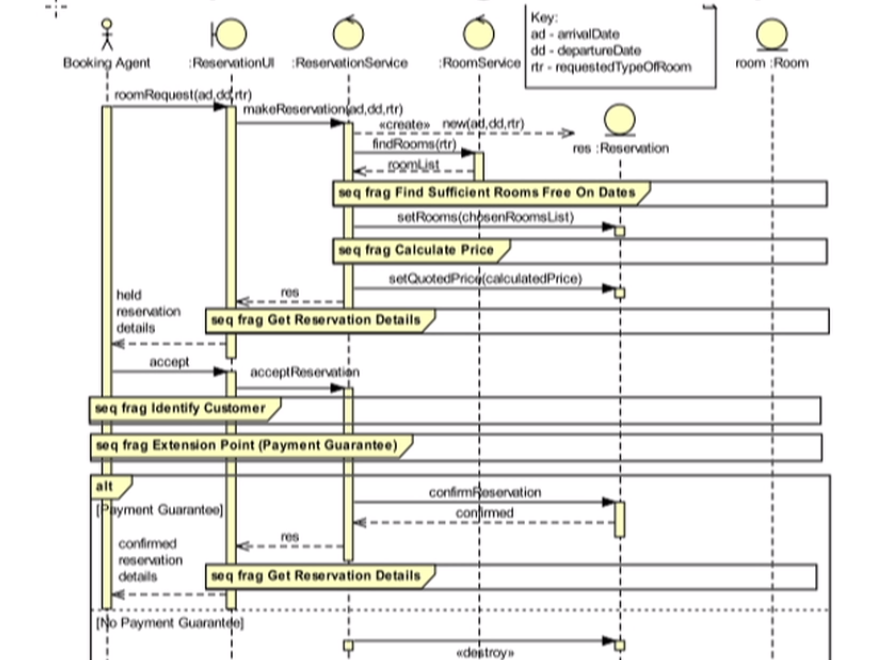 Key:
ad - arrivalDate
dd - departureDate
rtr - requestedTypeOfRoom
Booking Agent
:ReservationUI
:ReservationService
:RoomService
room :Room
roomRequest(ad,dd,rtr)
makeReservation(ad,dd,rtr)
«create» new(ad,dd,rtr)
findRooms(rtr)
res :Reservation
roomList
seq frag Find Sufficient Rooms Free On Dates
setRooms(chosenRoomsList)
seq frag Calculate Price
setQuotedPrice(calculatedPrice)
res
held
reservation
details
seq frag Get Reservation Details
accept
acceptReservation
seq frag Identify Customer
seq frag Extension Point (Payment Guarantee)
alt
confirmReservation
[Payment Guarantee]
confirmed
res
confirmed
reservation
details
seq frag Get Reservation Details
[No Payment Guarantee]
«destroy»